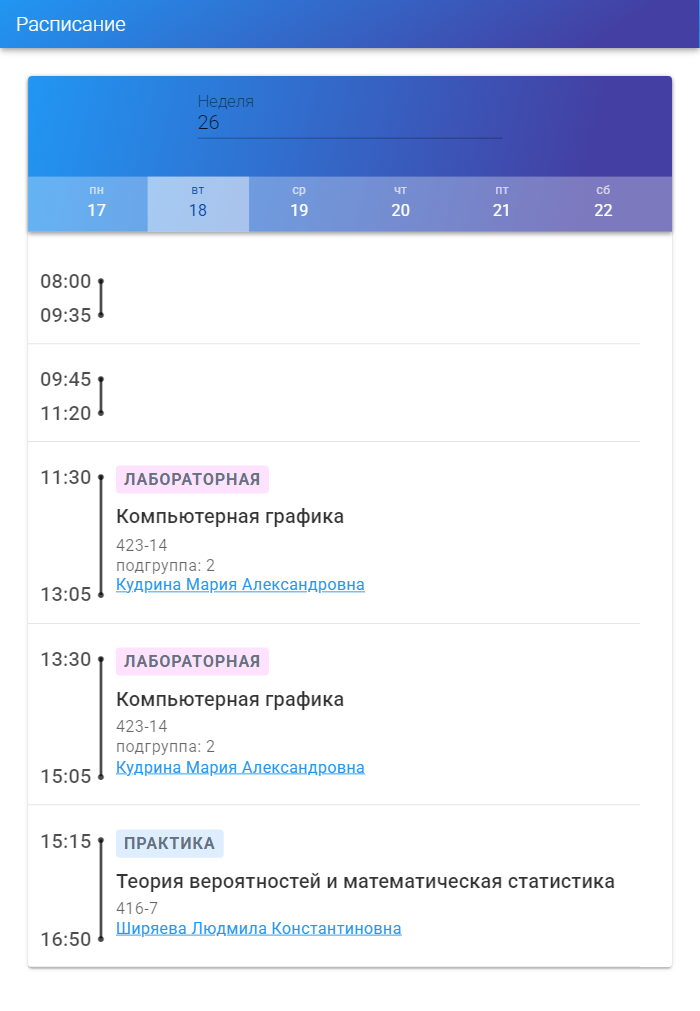 Расписание
Неделя
26
пн вт ср чт пт сб
17 18 19 20 21 22
08:00
09:35
09:45
11:20
11:30 ЛАБОРАТОРНАЯ
Компьютерная графика
423-14
подгруппа: 2
13:05 Кудрина Мария Александровна
13:30 ЛАБОРАТОРНАЯ
Компьютерная графика
423-14
подгруппа: 2
15:05 Кудрина Мария Александровна
15:15 ПРАКТИКА
Теория вероятностей и математическая статистика
416-7
16:50 Ширяева Людмила Константиновна